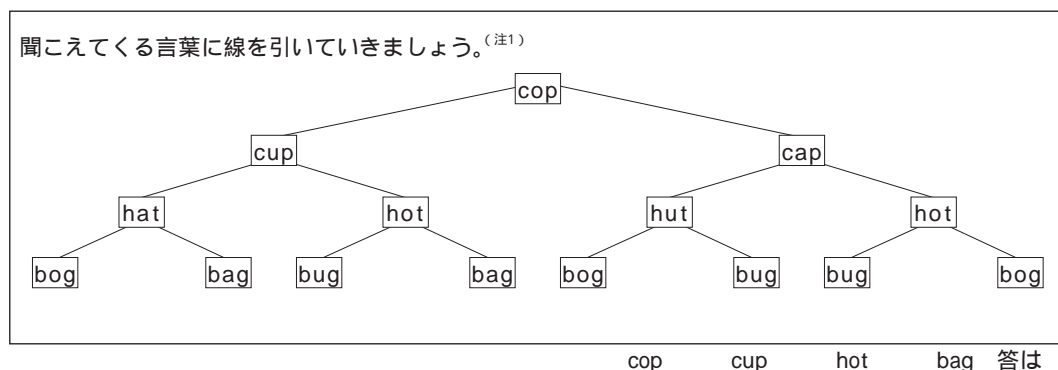 聞こえてくる言葉に線を引いていきましょう。(注1)
cop
cup cap
hat hot hut hot
bog bag bug bag bog bug bug bog
cop cup hot bag 答は